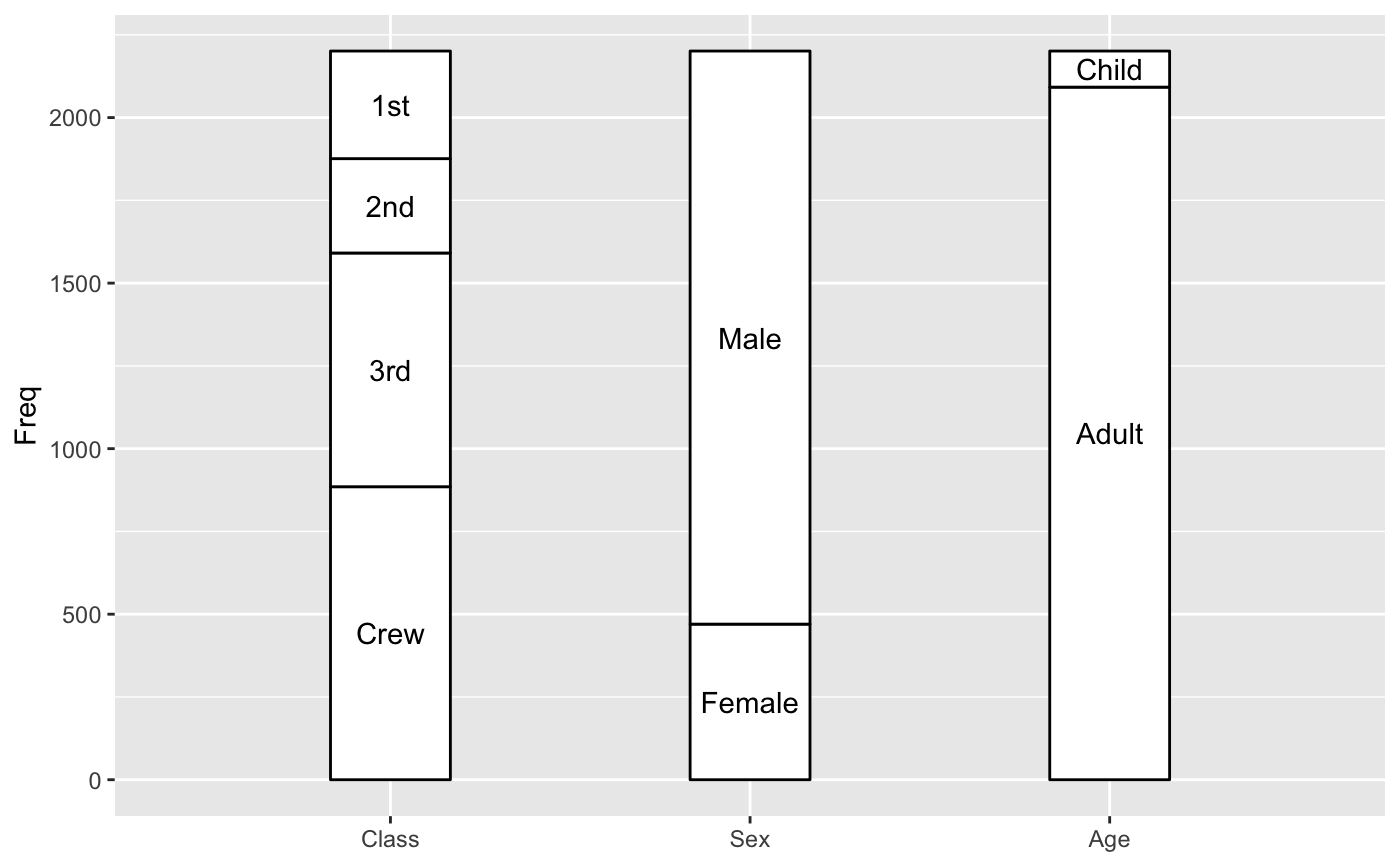 Freq
2000
1500
1000
500
0
1st
2nd
3rd
Crew
Male
Female
Child
Adult
Class
Sex
Age